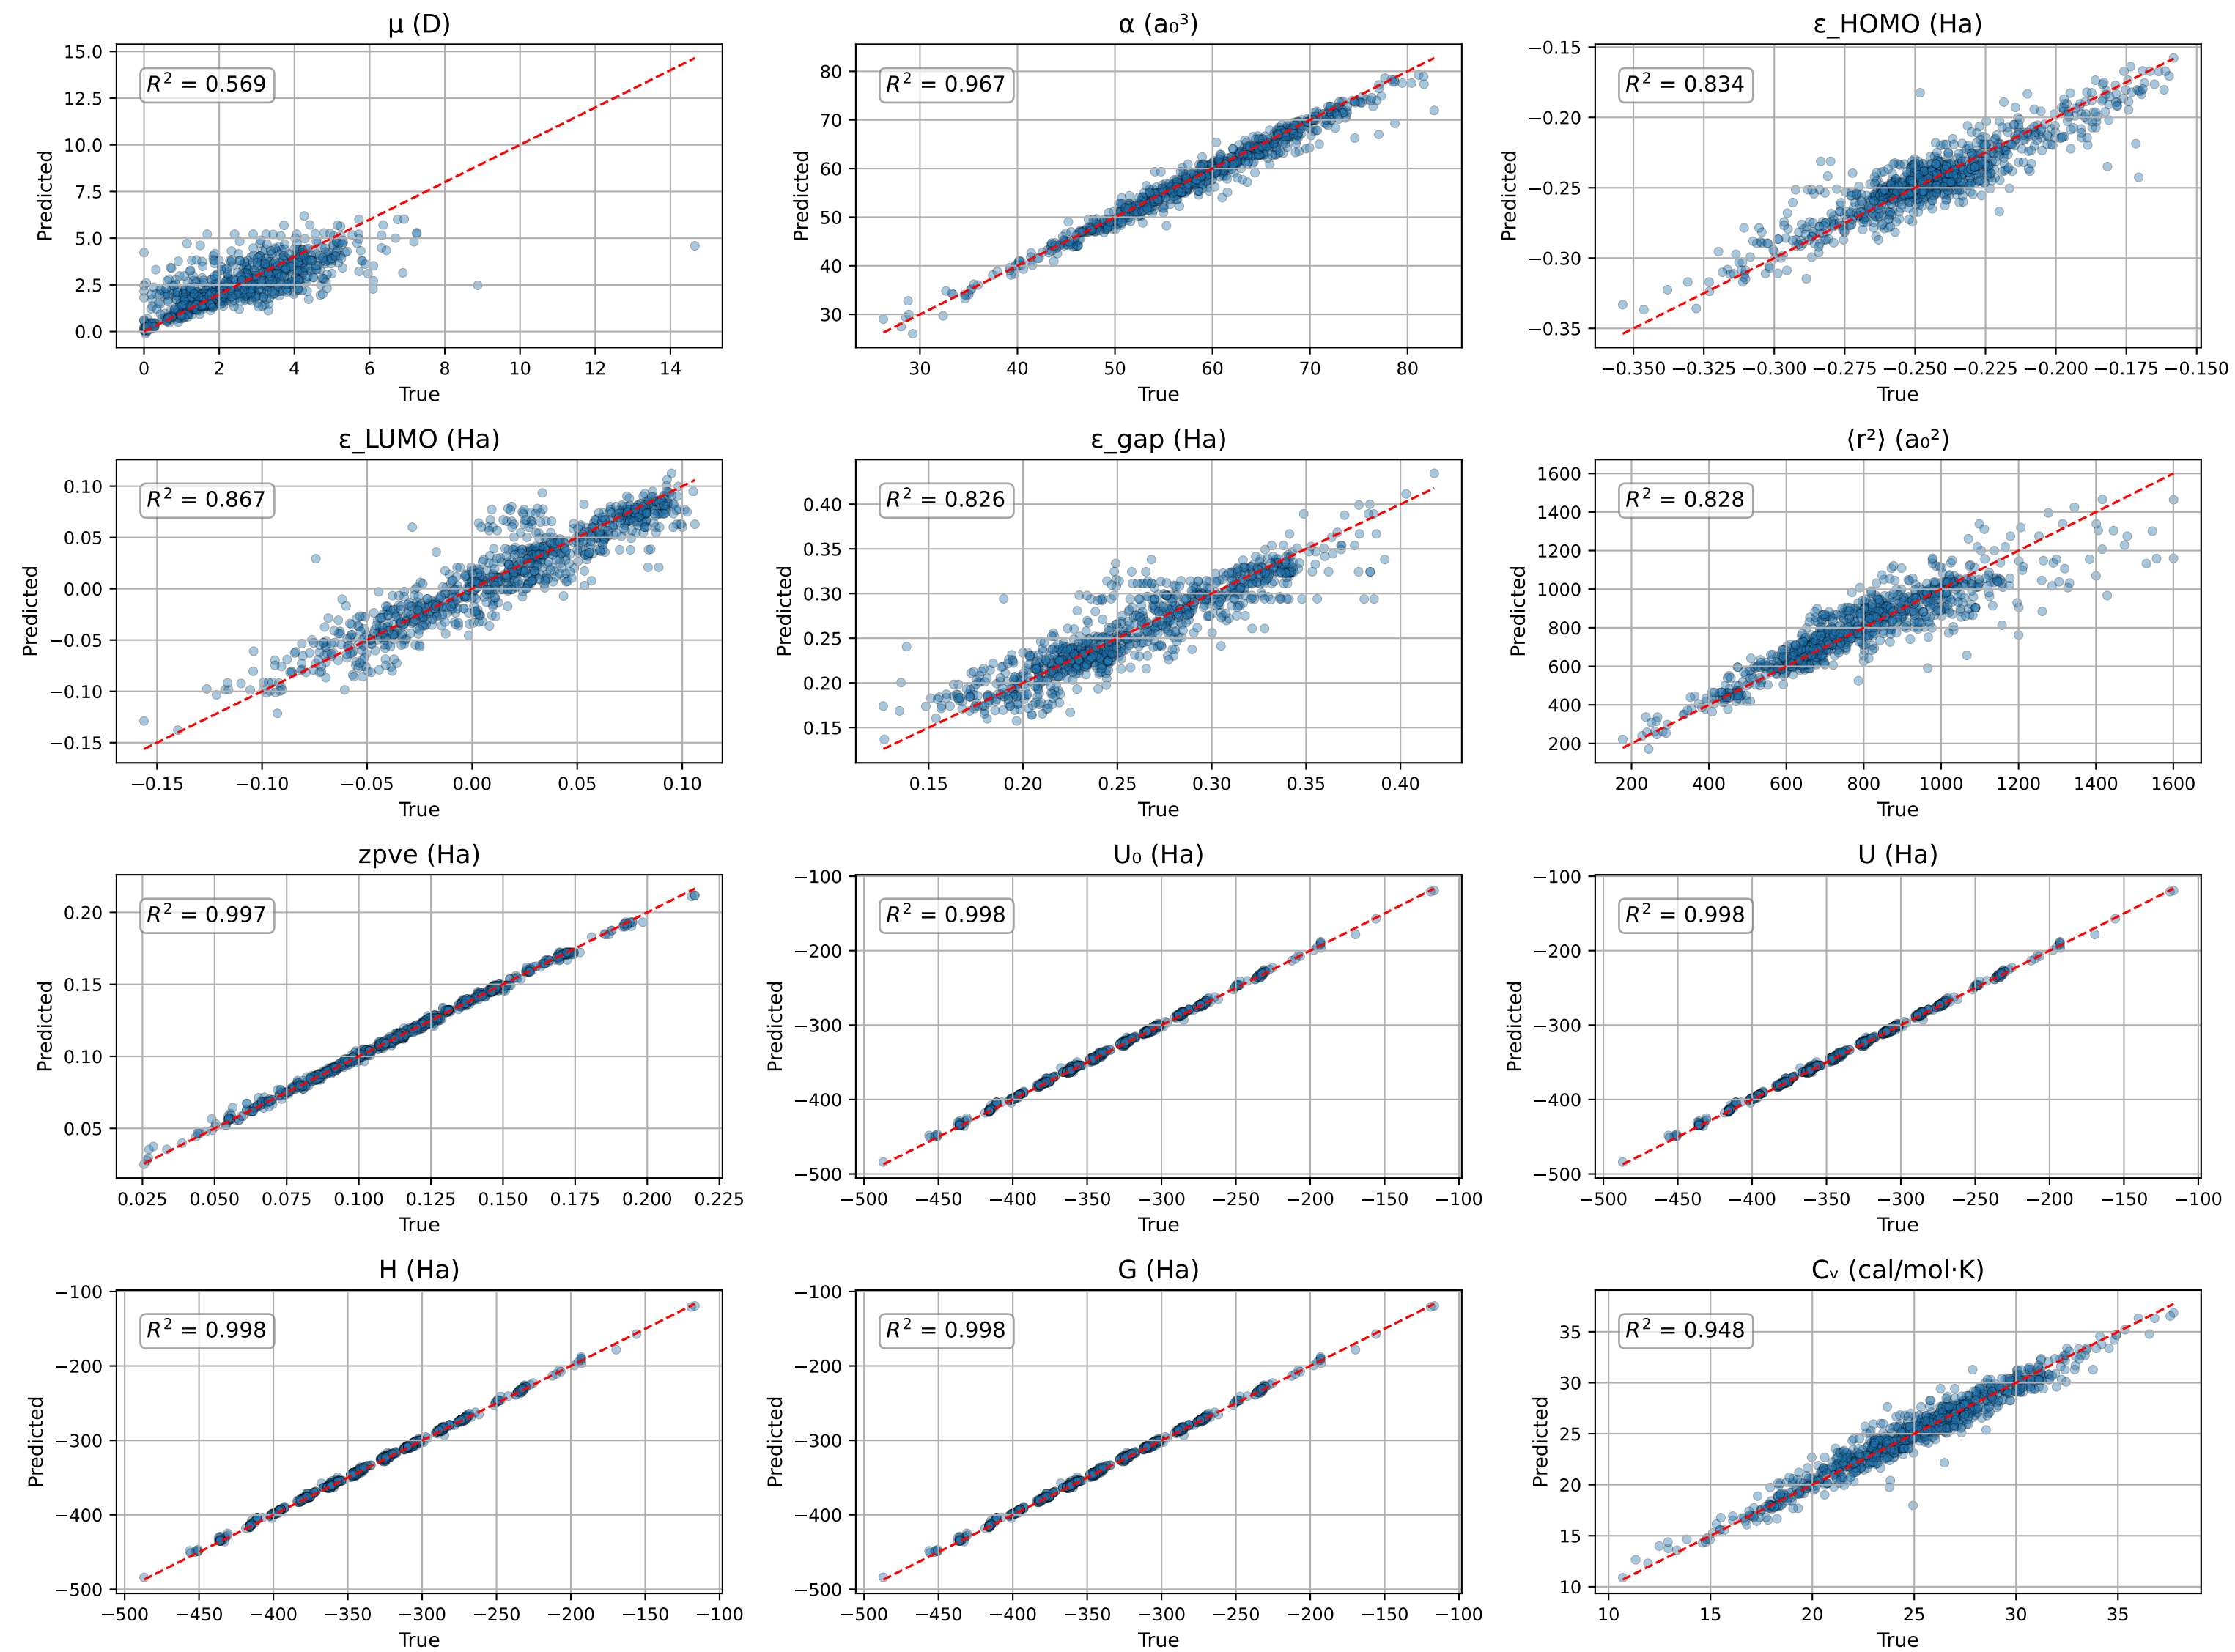 μ (D)
15.0
12.5
10.0
7.5
5.0
2.5
0.0
Predicted
R² = 0.569
0 2 4 6 8 10 12 14
True
α (a₀³)
80
70
60
50
40
30
Predicted
R² = 0.967
30 40 50 60 70 80
True
ε_HOMO (Ha)
−0.15
−0.20
−0.25
−0.30
−0.35
Predicted
R² = 0.834
−0.350 −0.325 −0.300 −0.275 −0.250 −0.225 −0.200 −0.175 −0.150
True
ε_LUMO (Ha)
0.10
0.05
0.00
−0.05
−0.10
−0.15
Predicted
R² = 0.867
−0.15 −0.10 −0.05 0.00 0.05 0.10
True
ε_gap (Ha)
0.40
0.35
0.30
0.25
0.20
0.15
Predicted
R² = 0.826
0.15 0.20 0.25 0.30 0.35 0.40
True
⟨r²⟩ (a₀²)
1600
1400
1200
1000
800
600
400
200
Predicted
R² = 0.828
200 400 600 800 1000 1200 1400 1600
True
zpve (Ha)
0.20
0.15
0.10
0.05
Predicted
R² = 0.997
0.025 0.050 0.075 0.100 0.125 0.150 0.175 0.200 0.225
True
U₀ (Ha)
−100
−200
−300
−400
−500
Predicted
R² = 0.998
−500 −450 −400 −350 −300 −250 −200 −150 −100
True
U (Ha)
−100
−200
−300
−400
−500
Predicted
R² = 0.998
−500 −450 −400 −350 −300 −250 −200 −150 −100
True
H (Ha)
−100
−200
−300
−400
−500
Predicted
R² = 0.998
−500 −450 −400 −350 −300 −250 −200 −150 −100
True
G (Ha)
−100
−200
−300
−400
−500
Predicted
R² = 0.998
−500 −450 −400 −350 −300 −250 −200 −150 −100
True
Cᵥ (cal/mol·K)
35
30
25
20
15
10
Predicted
R² = 0.948
10 15 20 25 30 35
True